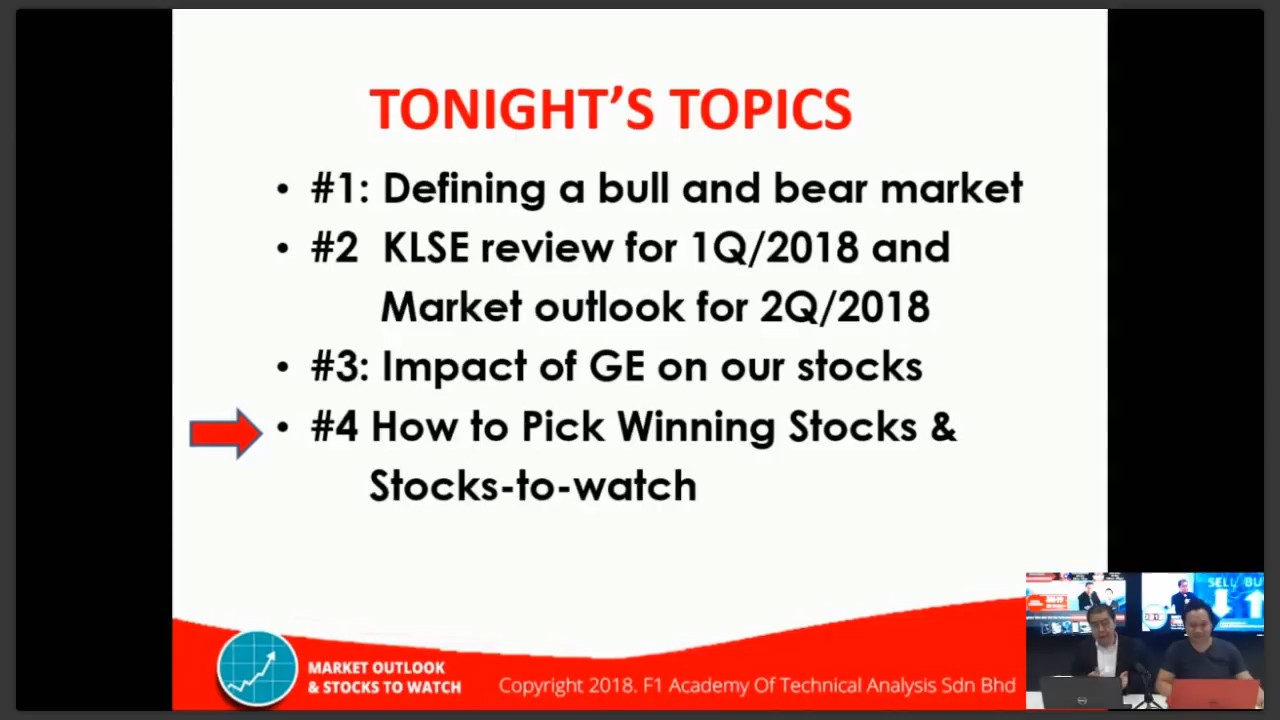 TONIGHT’S TOPICS
• #1: Defining a bull and bear market
• #2 KLSE review for 1Q/2018 and
Market outlook for 2Q/2018
• #3: Impact of GE on our stocks
• #4 How to Pick Winning Stocks &
Stocks-to-watch
MARKET OUTLOOK
& STOCKS TO WATCH
Copyright 2018. F1 Academy Of Technical Analysis Sdn Bhd
SELL BU